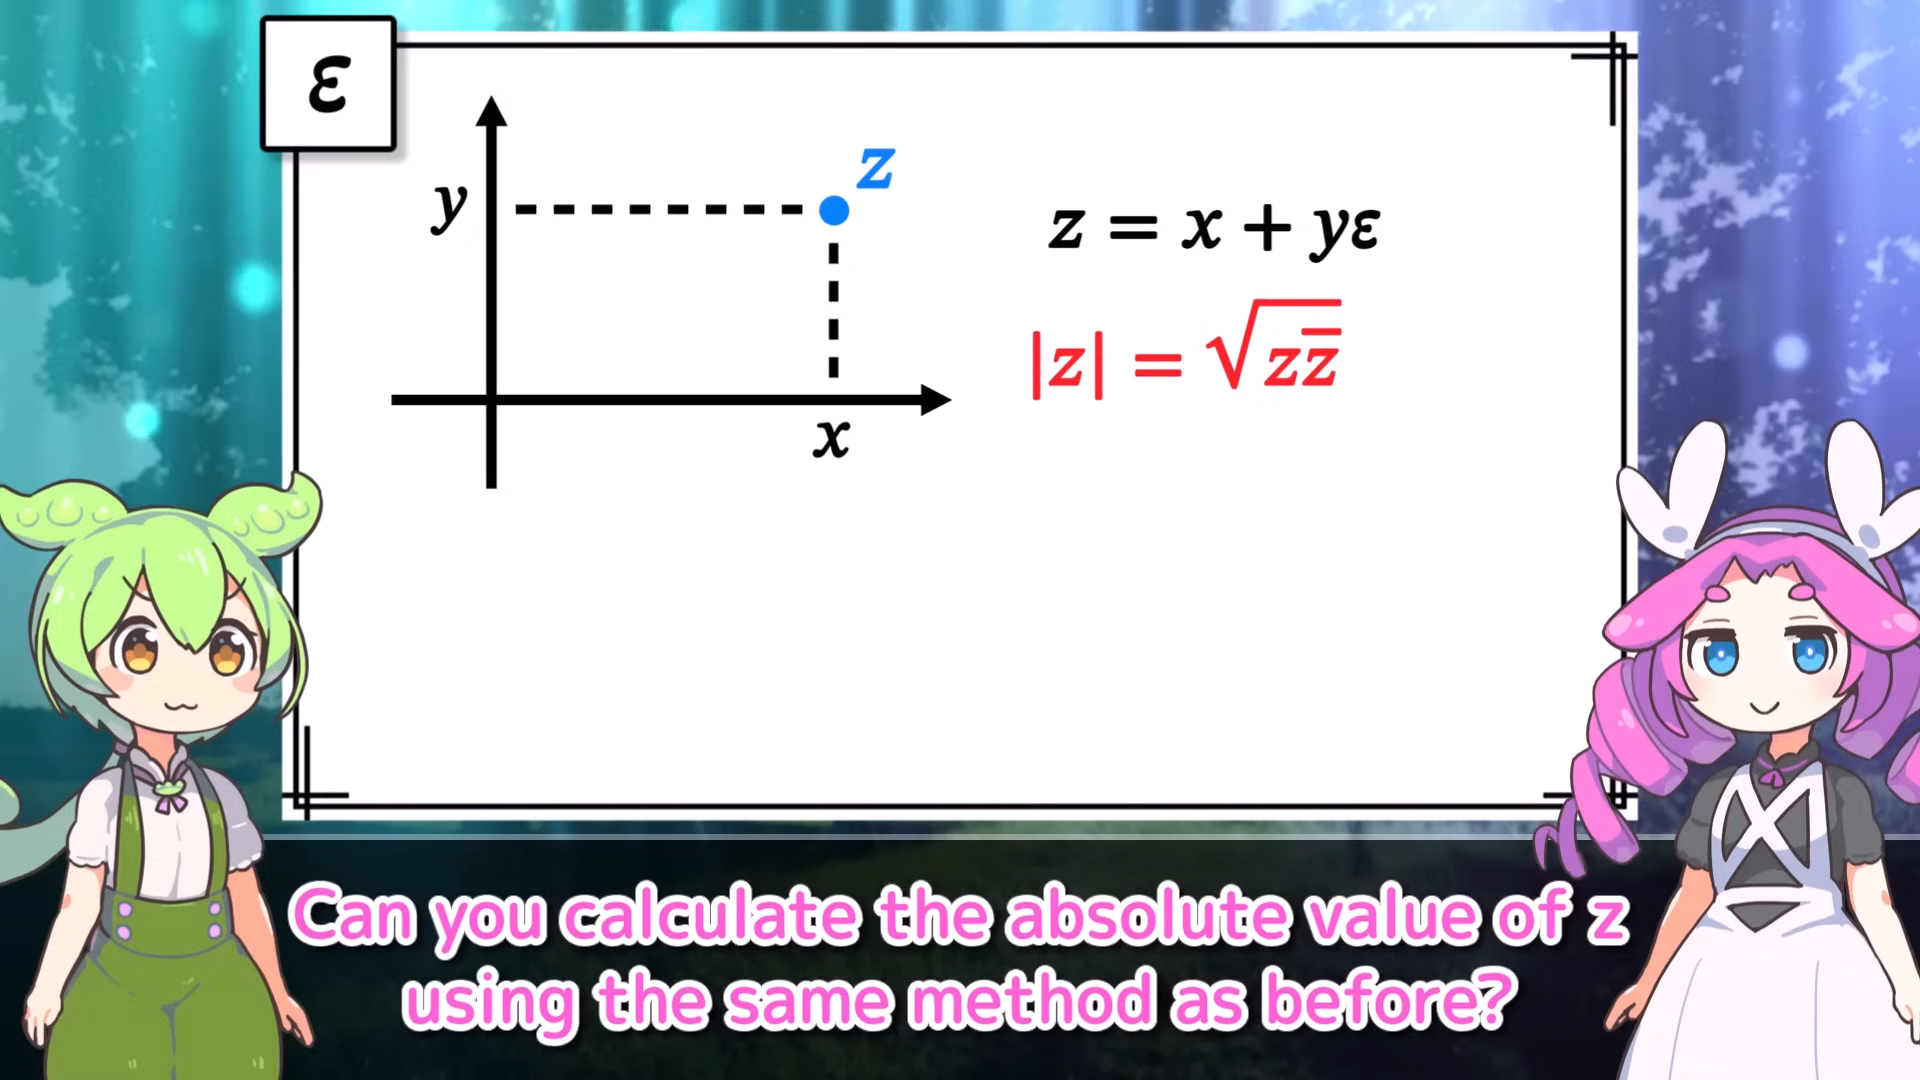 ε
y
z
x
z = x + yε
|z| = √zz̅
Can you calculate the absolute value of z
using the same method as before?